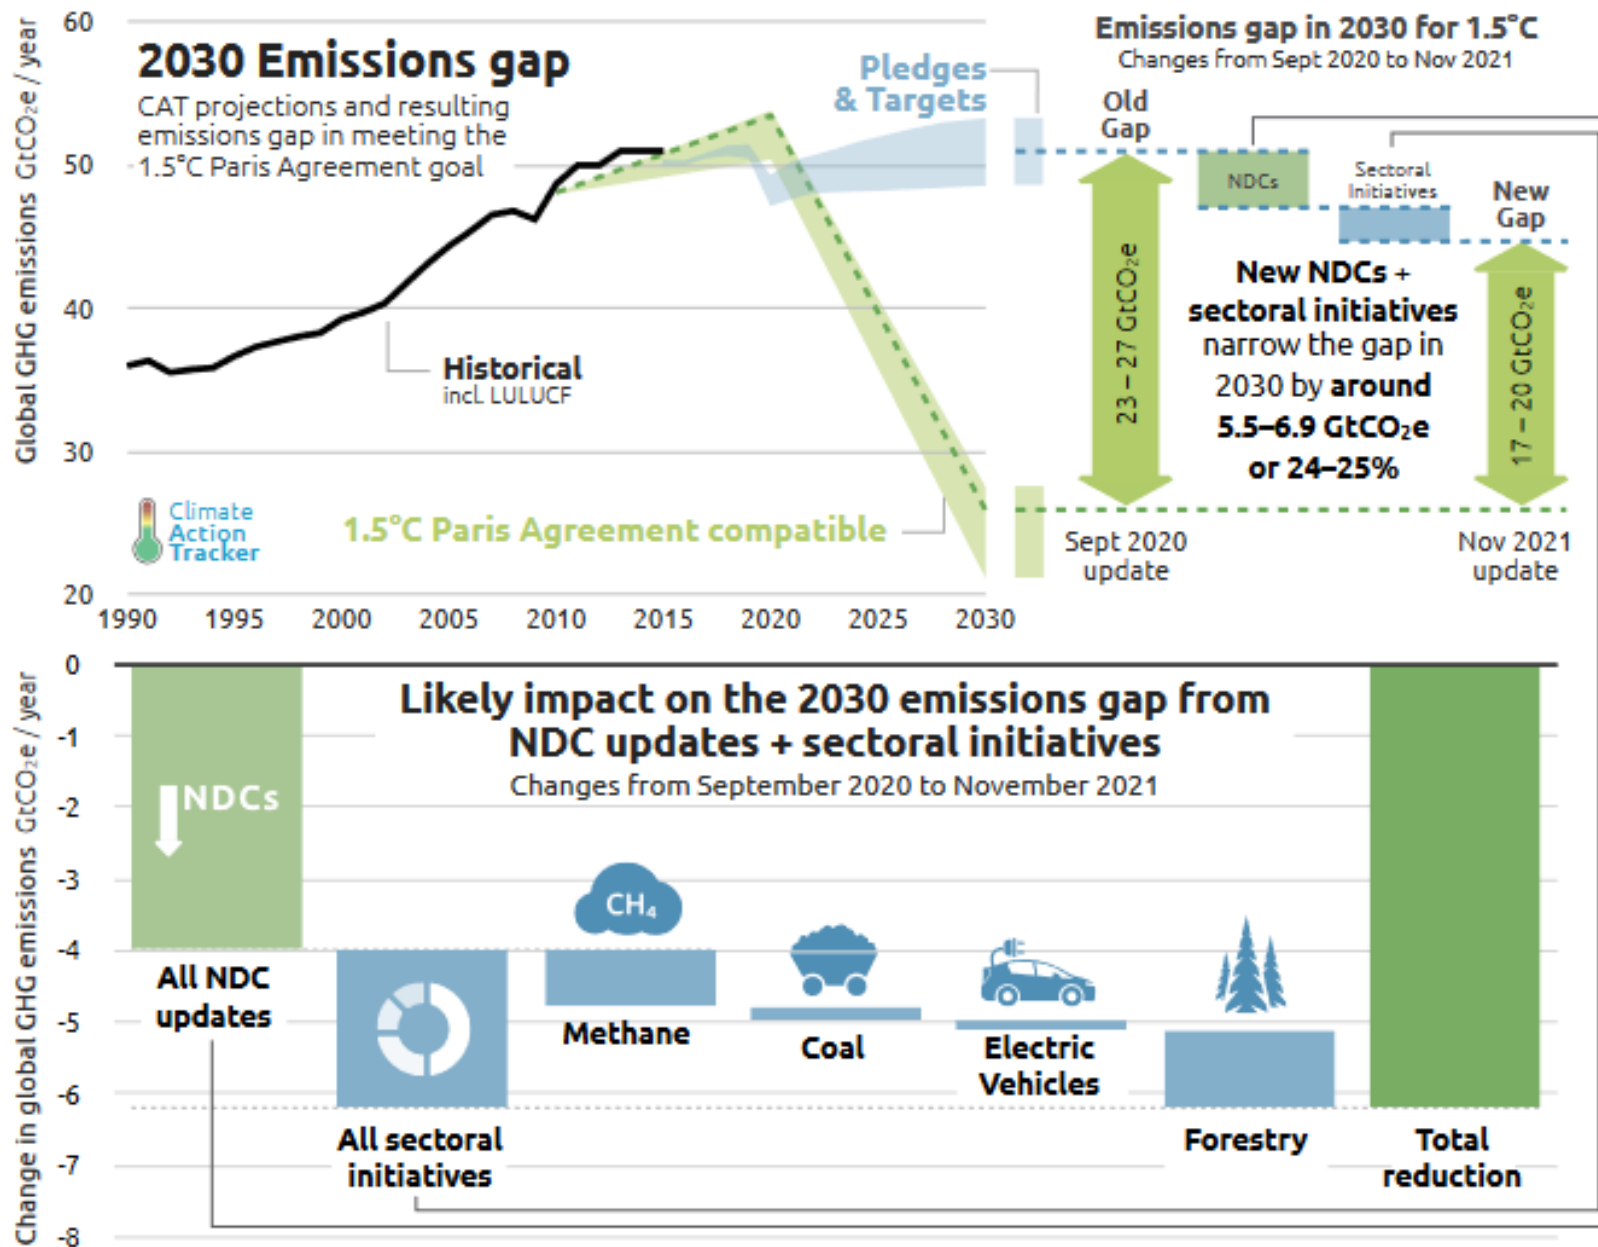 2030 Emissions gap
CAT projections and resulting
emissions gap in meeting the
1.5°C Paris Agreement goal
Global GHG emissions GtCO₂e / year
60
50
40
30
20
1990 1995 2000 2005 2010 2015 2020 2025 2030
Pledges
& Targets
Historical
incl. LULUCF
1.5°C Paris Agreement compatible
Climate
Action
Tracker
Emissions gap in 2030 for 1.5°C
Changes from Sept 2020 to Nov 2021
Old
Gap
NDCs
Sectoral
Initiatives
New
Gap
23 – 27 GtCO₂e
New NDCs +
sectoral initiatives
narrow the gap in
2030 by around
5.5–6.9 GtCO₂e
or 24–25%
17 – 20 GtCO₂e
Sept 2020
update
Nov 2021
update
Change in global GHG emissions GtCO₂e / year
0
-1
-2
-3
-4
-5
-6
-7
-8
Likely impact on the 2030 emissions gap from
NDC updates + sectoral initiatives
Changes from September 2020 to November 2021
NDCs
All NDC
updates
All sectoral
initiatives
CH₄
Methane
Coal
Electric
Vehicles
Forestry
Total
reduction